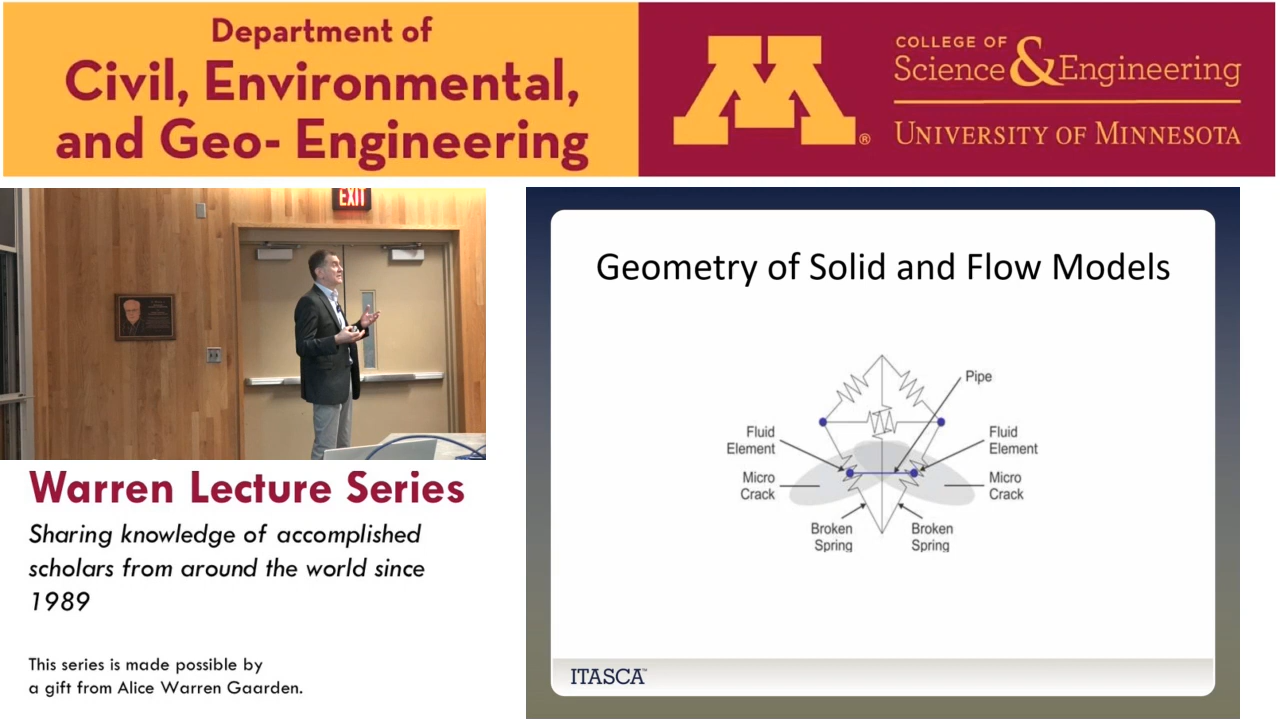 Department of
Civil, Environmental,
and Geo- Engineering
M
COLLEGE OF
Science & Engineering
UNIVERSITY OF MINNESOTA
EXIT
Warren Lecture Series
Sharing knowledge of accomplished
scholars from around the world since
1989
This series is made possible by
a gift from Alice Warren Gaarden.
Geometry of Solid and Flow Models
Pipe
Fluid
Element
Fluid
Element
Micro
Crack
Micro
Crack
Broken
Spring
Broken
Spring
ITASCA™